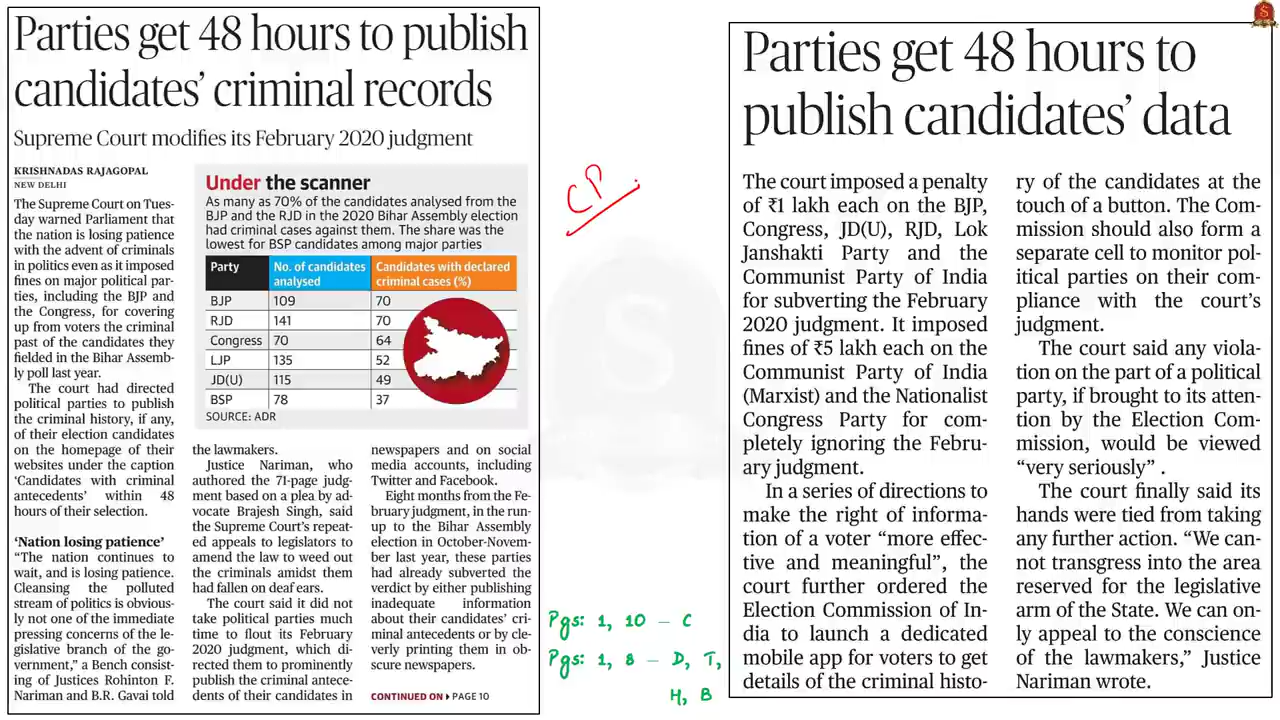 Parties get 48 hours to publish
candidates' criminal records
Supreme Court modifies its February 2020 judgment
KRISHNADAS RAJAGOPAL
NEW DELHI
The Supreme Court on Tues-
day warned Parliament that
the nation is losing patience
with the advent of criminals
in politics even as it imposed
fines on major political par-
ties, including the BJP and
the Congress, for covering
up from voters the criminal
past of the candidates they
fielded in the Bihar Assemb-
ly poll last year.
The court had directed
political parties to publish
the criminal history, if any,
of their election candidates
on the homepage of their
websites under the caption
‘Candidates with criminal
antecedents’ within 48
hours of their selection.
‘Nation losing patience’
“The nation continues to
wait, and is losing patience.
Cleansing the polluted
stream of politics is obvious-
ly not one of the immediate
pressing concerns of the le-
gislative branch of the go-
vernment,” a Bench consist-
ing of Justices Rohinton F.
Nariman and B.R. Gavai told
Under the scanner
As many as 70% of the candidates analysed from the
BJP and the RJD in the 2020 Bihar Assembly election
had criminal cases against them. The share was the
lowest for BSP candidates among major parties
Party No. of candidates analysed Candidates with declared criminal cases (%)
BJP 109 70
RJD 141 70
Congress 70 64
LJP 135 52
JD(U) 115 49
BSP 78 37
SOURCE: ADR
the lawmakers.
Justice Nariman, who
authored the 71-page judg-
ment based on a plea by ad-
vocate Brajesh Singh, said
the Supreme Court's repeat-
ed appeals to legislators to
amend the law to weed out
the criminals amidst them
had fallen on deaf ears.
The court said it did not
take political parties much
time to flout its February
2020 judgment, which di-
rected them to prominently
publish the criminal antece-
dents of their candidates in
newspapers and on social
media accounts, including
Twitter and Facebook.
Eight months from the Fe-
bruary judgment, in the run-
up to the Bihar Assembly
election in October-Novem-
ber last year, these parties
had already subverted the
verdict by either publishing
inadequate information
about their candidates' cri-
minal antecedents or by cle-
verly printing them in ob-
scure newspapers.
CONTINUED ON PAGE 10
CP
Pgs: 1, 10 - C
Pgs: 1, 8 - D, T,
H, B
Parties get 48 hours to
publish candidates' data
The court imposed a penalty
of ₹1 lakh each on the BJP,
Congress, JD(U), RJD, Lok
Janshakti Party and the
Communist Party of India
for subverting the February
2020 judgment. It imposed
fines of ₹5 lakh each on the
Communist Party of India
(Marxist) and the Nationalist
Congress Party for com-
pletely ignoring the Febru-
ary judgment.
In a series of directions to
make the right of informa-
tion of a voter “more effec-
tive and meaningful”, the
court further ordered the
Election Commission of In-
dia to launch a dedicated
mobile app for voters to get
details of the criminal histo-
ry of the candidates at the
touch of a button. The Com-
mission should also form a
separate cell to monitor pol-
itical parties on their com-
pliance with the court's
judgment.
The court said any viola-
tion on the part of a political
party, if brought to its atten-
tion by the Election Com-
mission, would be viewed
“very seriously” .
The court finally said its
hands were tied from taking
any further action. “We can-
not transgress into the area
reserved for the legislative
arm of the State. We can on-
ly appeal to the conscience
of the lawmakers,” Justice
Nariman wrote.